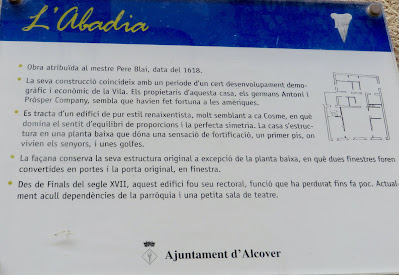 L'Abadia
Obra atribuïda al mestre Pere Blai, data del 1618.
La seva construcció coincideix amb un període d'un cert desenvolupament demo-
gràfic i econòmic de la Vila. Els propietaris d'aquesta casa, els germans Antoni i
Pròsper Company, sembla que havien fet fortuna a les amèriques.
Es tracta d'un edifici de pur estil renaixentista, molt semblant a ca Cosme, en què
domina el sentit d'equilibri de proporcions i la perfecta simetria. La casa s'estruc-
tura en una planta baixa que dóna una sensació de fortificació, un primer pis, on
vivien els senyors, i unes golfes.
La façana conserva la seva estructura original a excepció de la planta baixa, en què dues finestres foren
convertides en portes i la porta original, en finestra.
Des de Finals del segle XVII, aquest edifici fou seu rectoral, funció que ha perdurat fins fa poc. Actual-
ment acull dependències de la parròquia i una petita sala de teatre.
Ajuntament d'Alcover